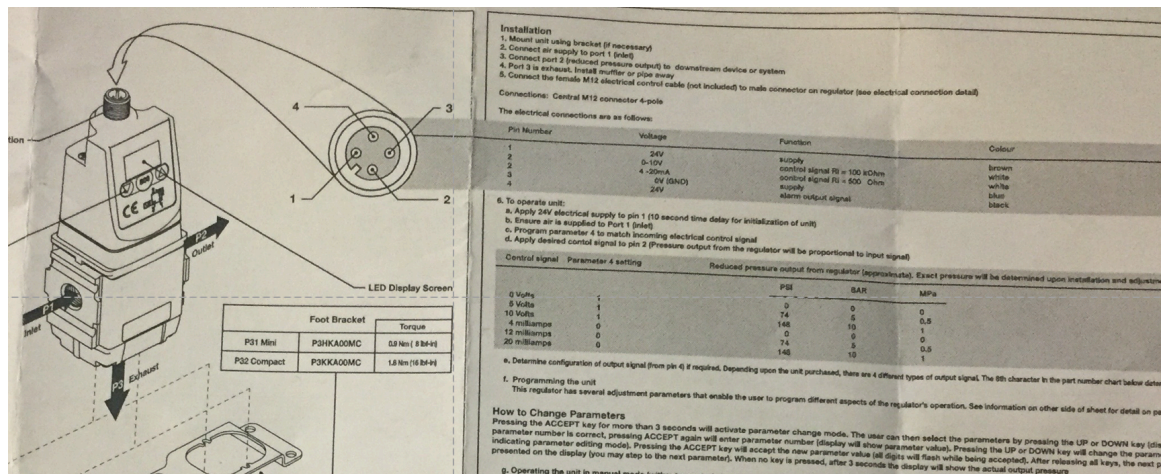 Installation
1. Mount unit using bracket (if necessary)
2. Connect air supply to port 1 (inlet)
3. Connect port 2 (reduced pressure output) to downstream device or system
4. Port 3 is exhaust. Install muffler or pipe away
5. Connect the female M12 electrical control cable (not included) to male connector on regulator (see electrical connection detail)
Connections: Central M12 connector 4-pole
The electrical connections are as follows:
Pin Number Voltage Function Colour
1 24V supply brown
2 0-10V control signal Ri = 100 kOhm white
2 4-20mA control signal Ri = 500 Ohm white
3 0V (GND) supply blue
4 24V alarm output signal black
6. To operate unit:
a. Apply 24V electrical supply to pin 1 (10 second time delay for initialization of unit)
b. Ensure air is supplied to Port 1 (inlet)
c. Program parameter 4 to match incoming electrical control signal
d. Apply desired contol signal to pin 2 (Pressure output from the regulator will be proportional to input signal)
Control signal Parameter 4 setting Reduced pressure output from regulator (approximate). Exact pressure will be determined upon installation and adjustme
PSI BAR MPa
0 Volts 1 0 0 0
5 Volts 1 74 5 0,5
10 Volts 1 148 10 1
4 milliamps 0 0 0 0
12 milliamps 0 74 5 0.5
20 milliamps 0 148 10 1
e. Determine configuration of output signal (from pin 4) if required. Depending upon the unit purchased, there are 4 different types of output signal. The 8th character in the part number chart below deter
f. Programming the unit
This regulator has several adjustment parameters that enable the user to program different aspects of the regulator's operation. See information on other side of sheet for detail on pa
How to Change Parameters
Pressing the ACCEPT key for more than 3 seconds will activate parameter change mode. The user can then select the parameters by pressing the UP or DOWN key (dis
parameter number is correct, pressing ACCEPT again will enter parameter number (display will show parameter value). Pressing the UP or DOWN key will change the parame
indicating parameter editing mode). Pressing the ACCEPT key will accept the new parameter value (all digits will flash while being accepted). After releasing all keys, the next p
presented on the display (you may step to the next parameter). When no key is pressed, after 3 seconds the display will show the actual output pressure
g. Operating the unit in manual mode
tion
4
3
1
2
CE
P2
Outlet
P1
Inlet
P3
Exhaust
LED Display Screen
Foot Bracket Torque
P31 Mini P3HKA00MC 0.9 Nm (8 lbf-in)
P32 Compact P3KKA00MC 1.8 Nm (16 lbf-in)